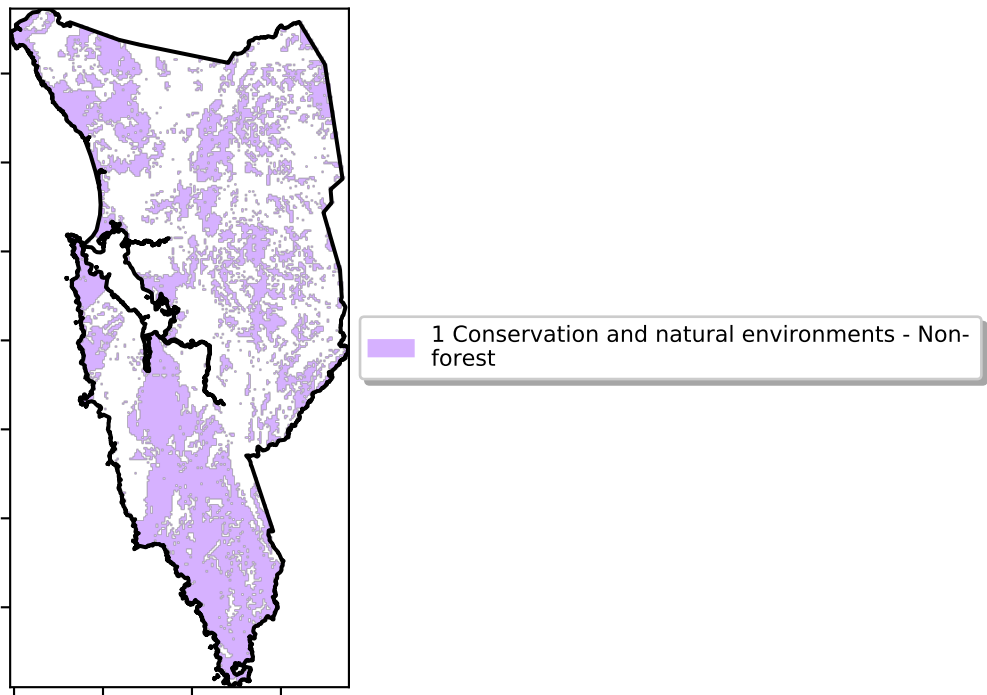 1 Conservation and natural environments - Non-
forest